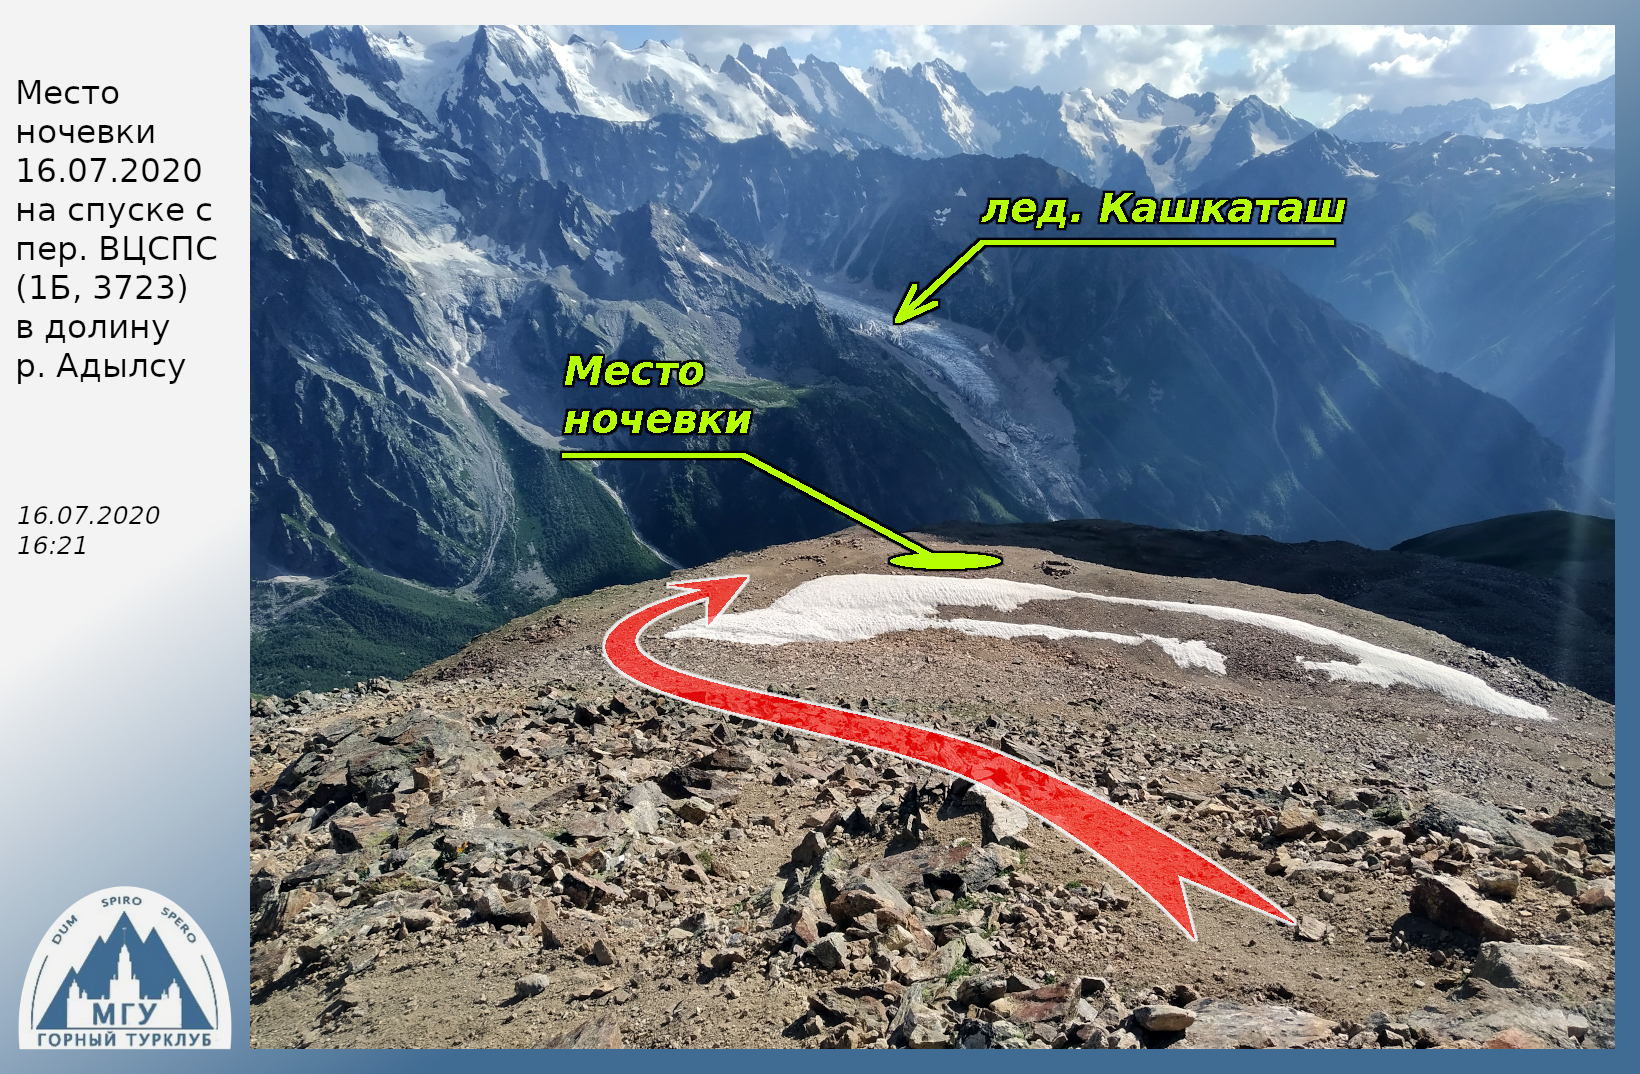 Место
ночевки
16.07.2020
на спуске с
пер. ВЦСПС
(1Б, 3723)
в долину
р. Адылсу
16.07.2020
16:21
лед. Кашкаташ
Место
ночевки
DUM SPIRO SPERO
МГУ
ГОРНЫЙ ТУРКЛУБ